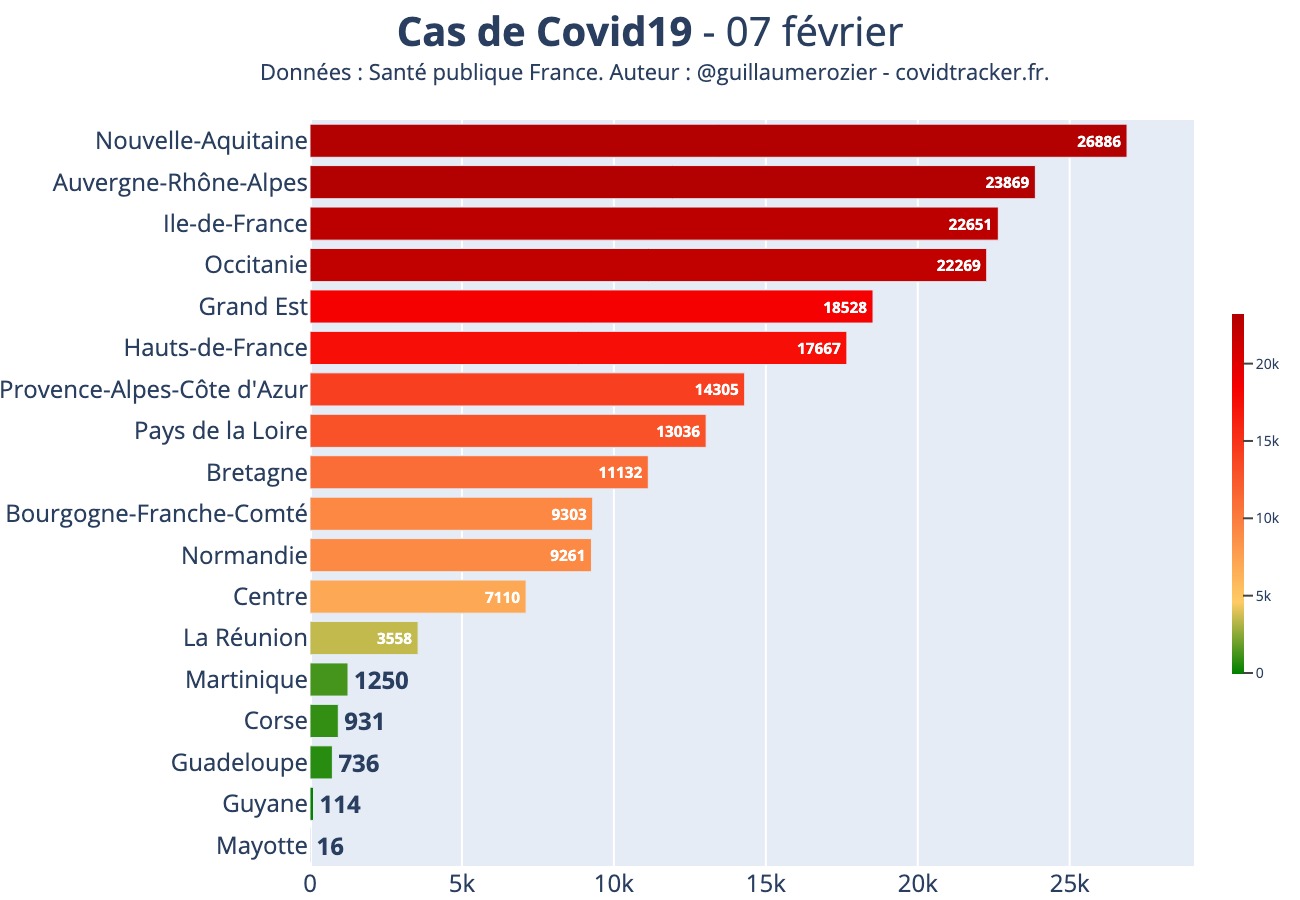 Cas de Covid19 - 07 février
Données : Santé publique France. Auteur : @guillaumerozier - covidtracker.fr.
Nouvelle-Aquitaine 26886
Auvergne-Rhône-Alpes 23869
Ile-de-France 22651
Occitanie 22269
Grand Est 18528
Hauts-de-France 17667
Provence-Alpes-Côte d'Azur 14305
Pays de la Loire 13036
Bretagne 11132
Bourgogne-Franche-Comté 9303
Normandie 9261
Centre 7110
La Réunion 3558
Martinique 1250
Corse 931
Guadeloupe 736
Guyane 114
Mayotte 16
0 5k 10k 15k 20k 25k
20k
15k
10k
5k
0